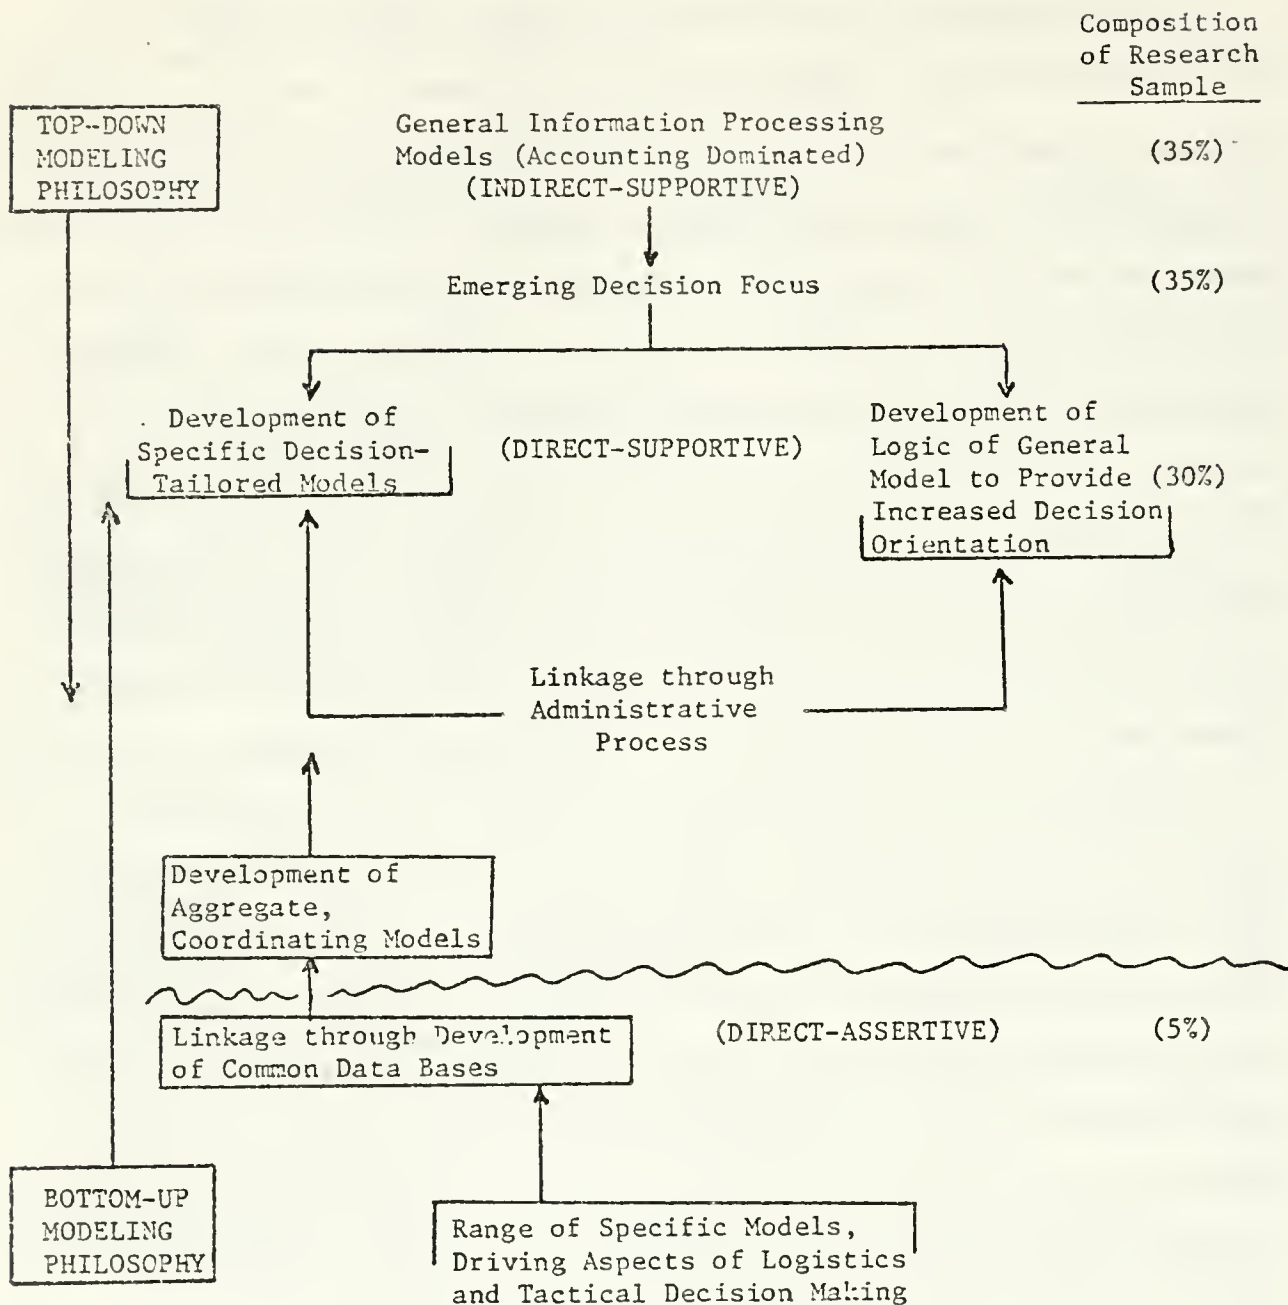 Composition
of Research
Sample
TOP-DOWN
MODELING
PHILOSOPHY
General Information Processing
Models (Accounting Dominated)
(INDIRECT-SUPPORTIVE)
(35%)
Emerging Decision Focus
(35%)
Development of
Specific Decision-
Tailored Models
(DIRECT-SUPPORTIVE)
Development of
Logic of General
Model to Provide (30%)
Increased Decision
Orientation
Linkage through
Administrative
Process
Development of
Aggregate,
Coordinating Models
Linkage through Development
of Common Data Bases
(DIRECT-ASSERTIVE)
(5%)
BOTTOM-UP
MODELING
PHILOSOPHY
Range of Specific Models,
Driving Aspects of Logistics
and Tactical Decision Making